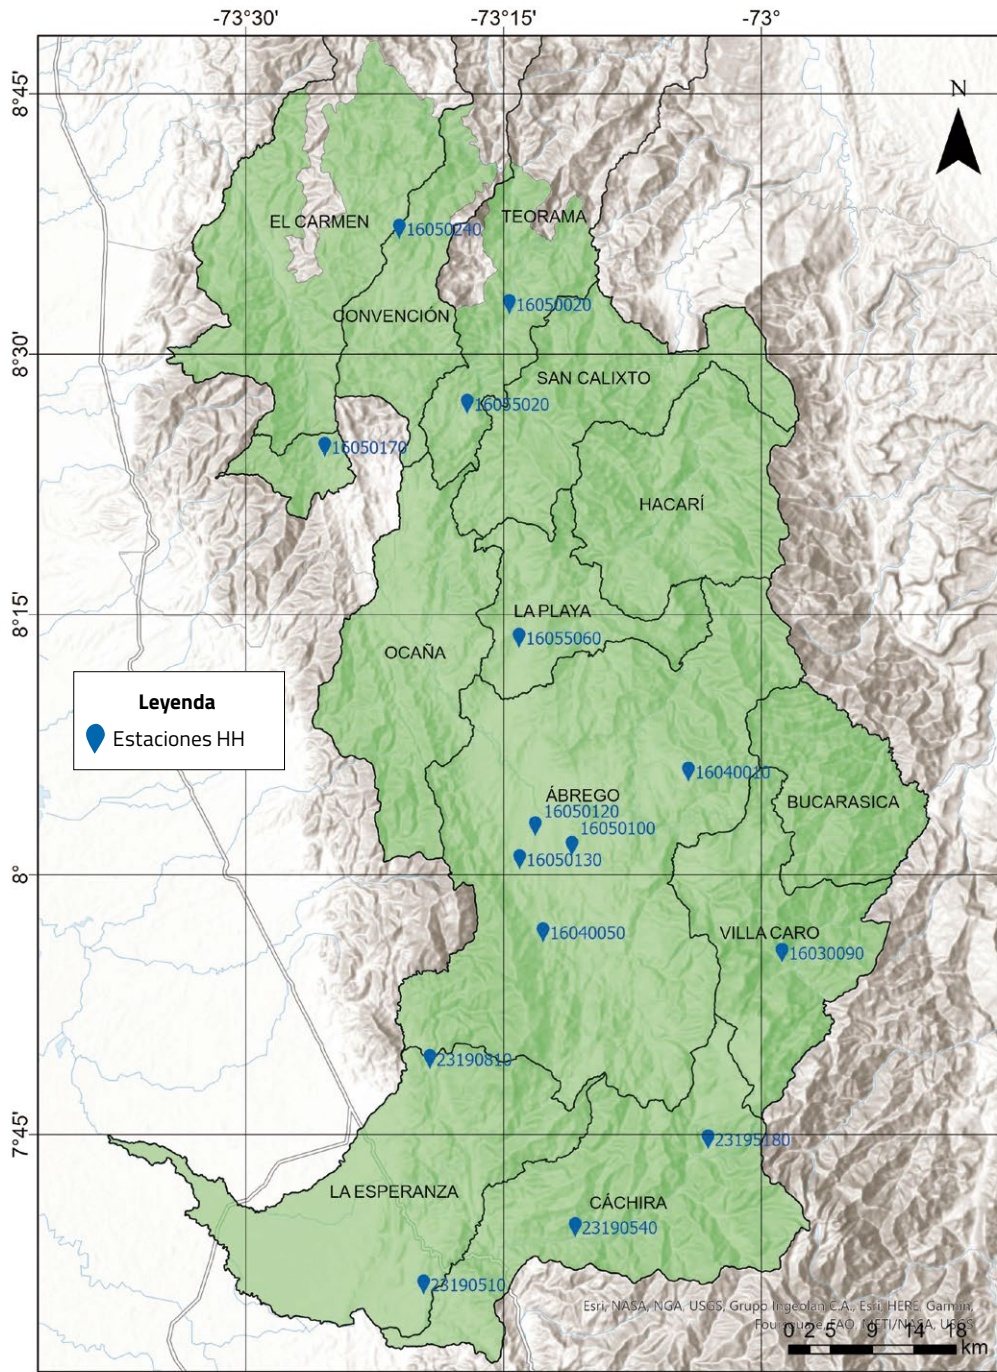 -73°30'
-73°15'
-73°
8°45'
N
EL CARMEN
TEORAMA
16050240
16050020
CONVENCIÓN
8°30'
SAN CALIXTO
16055020
16050170
HACARÍ
8°15'
LA PLAYA
16055060
OCAÑA
Leyenda
Estaciones HH
16040010
ÁBREGO
BUCARASICA
16050120
16050100
16050130
8°
VILLA CARO
16040050
16030090
23190810
7°45'
23195180
LA ESPERANZA
CÁCHIRA
23190540
23190510
Esri, NASA, NGA, USGS, Grupo Ingeolan C.A., Esri, HERE, Garmin,
Foursquare, FAO, METI/NASA, USGS
0 2 5 9 14 18
km